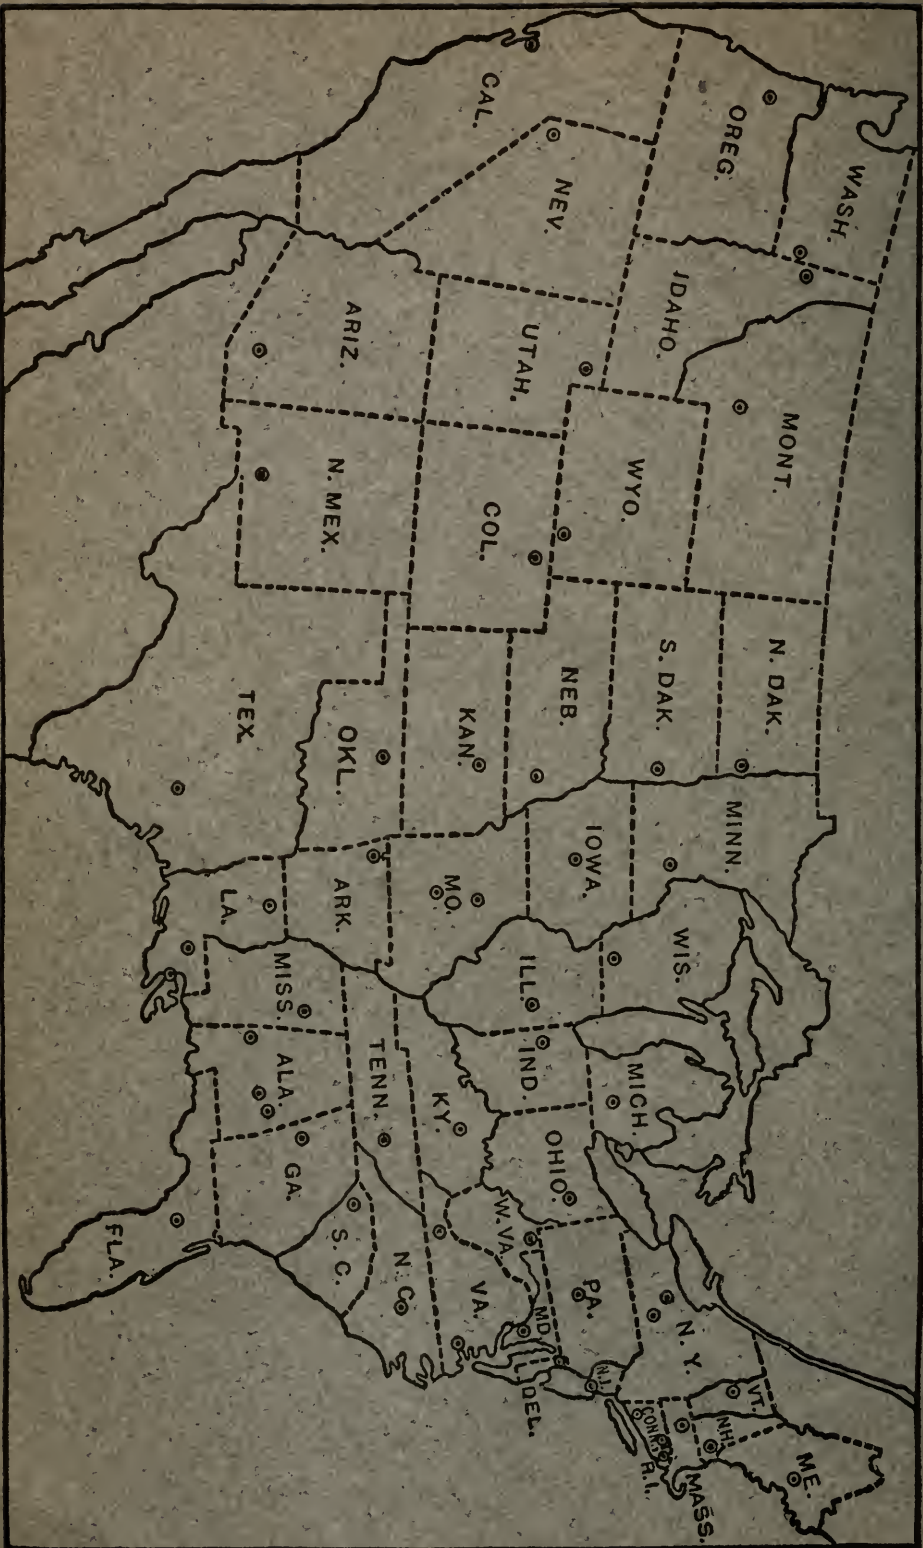 WASH.
OREG.
CAL.
NEV.
IDAHO.
MONT.
WYO.
UTAH.
ARIZ.
COL.
N. MEX.
N. DAK.
S. DAK.
NEB.
KAN.
OKL.
TEX.
MINN.
IOWA.
MO.
ARK.
LA.
WIS.
ILL.
MISS.
MICH.
IND.
OHIO.
KY.
TENN.
ALA.
GA.
FLA.
S. C.
N. C.
VA.
W. VA.
MD.
DEL.
PA.
N.J.
N. Y.
CONN.
R.I.
MASS.
VT.
N.H.
ME.